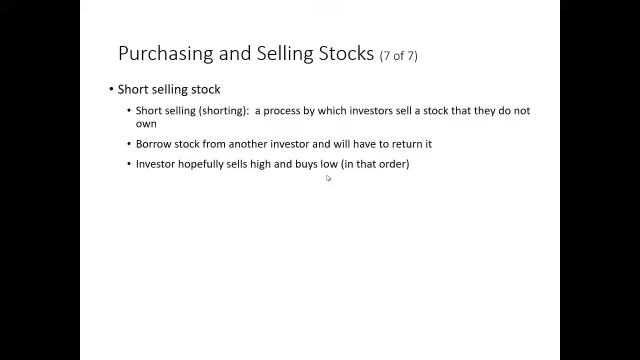 Purchasing and Selling Stocks (7 of 7)
• Short selling stock
• Short selling (shorting): a process by which investors sell a stock that they do not
own
• Borrow stock from another investor and will have to return it
• Investor hopefully sells high and buys low (in that order)